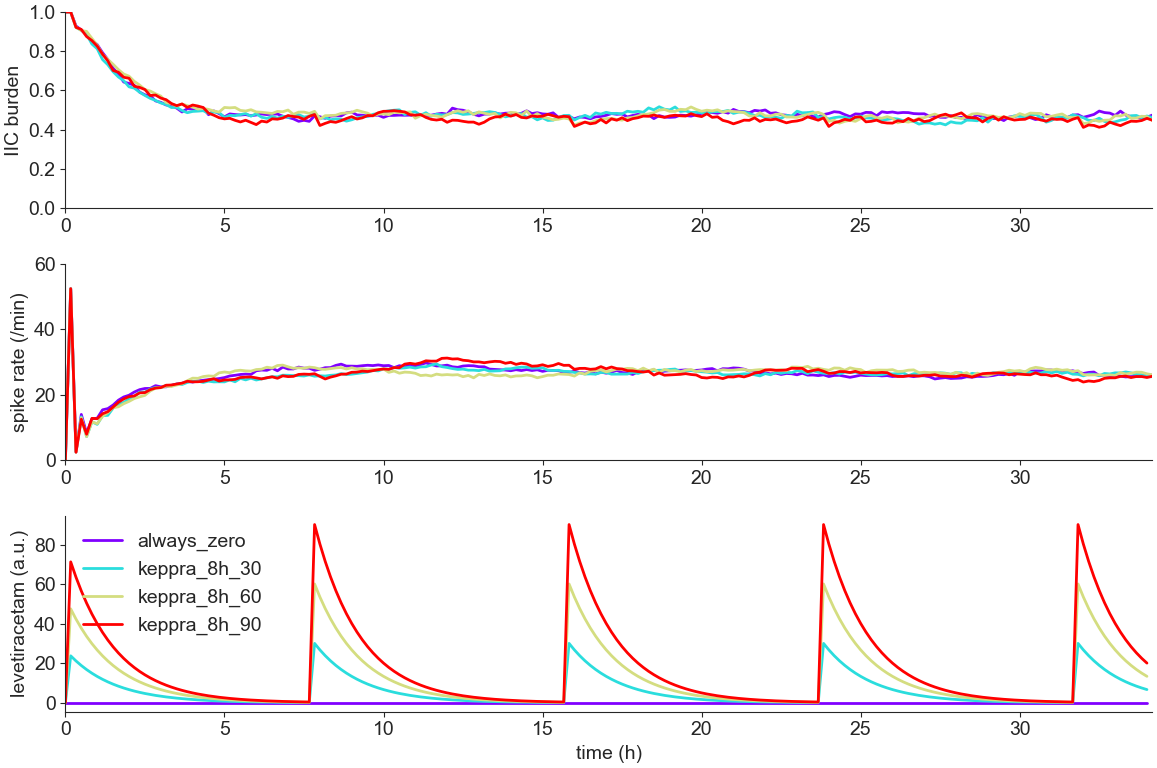 IIC burden
1.0
0.8
0.6
0.4
0.2
0.0
0 5 10 15 20 25 30
spike rate (/min)
60
40
20
0
0 5 10 15 20 25 30
levetiracetam (a.u.)
80
60
40
20
0
always_zero
keppra_8h_30
keppra_8h_60
keppra_8h_90
0 5 10 15 20 25 30
time (h)